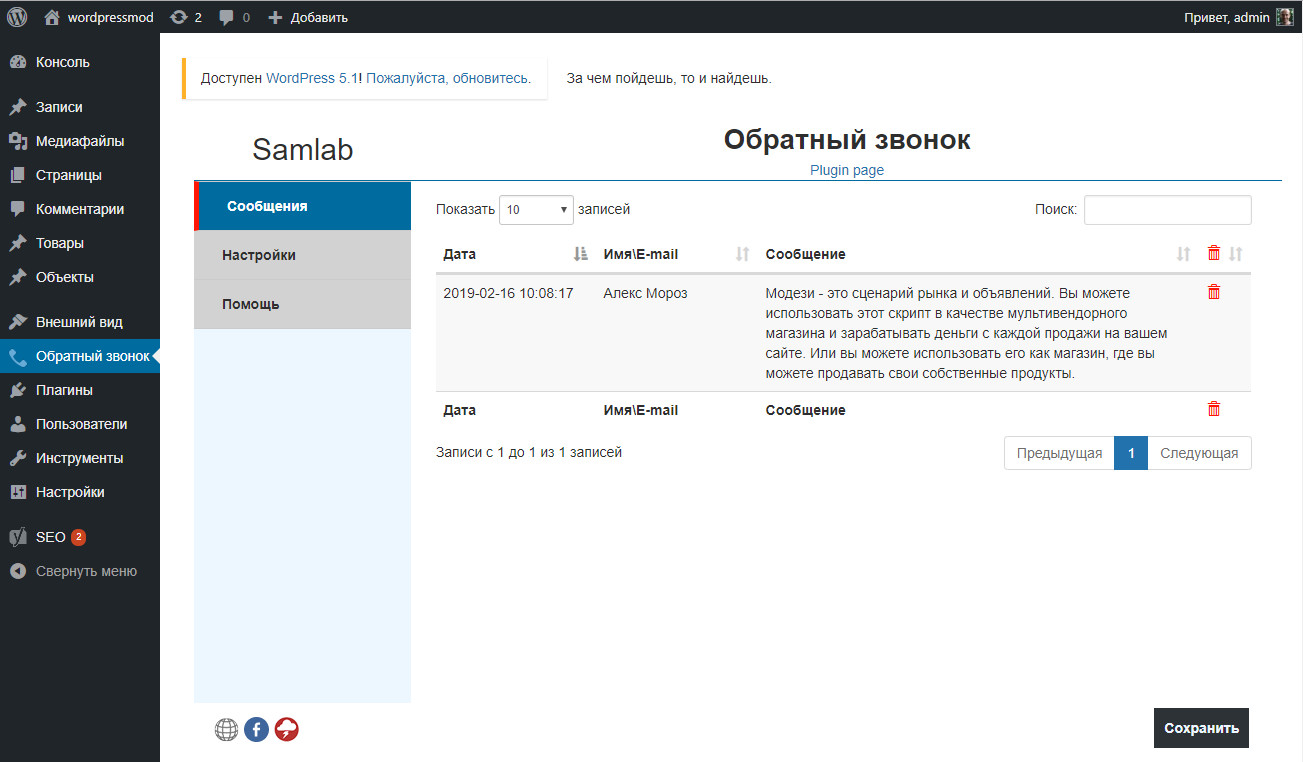 wordpressmod 2 0 Добавить Привет, admin
Консоль
Записи
Медиафайлы
Страницы
Комментарии
Товары
Объекты
Внешний вид
Обратный звонок
Плагины
Пользователи
Инструменты
Настройки
SEO 2
Свернуть меню
Доступен WordPress 5.1! Пожалуйста, обновитесь.
За чем пойдешь, то и найдешь.
Samlab
Обратный звонок
Plugin page
Сообщения
Настройки
Помощь
Показать 10 записей Поиск:
Дата Имя\E-mail Сообщение
2019-02-16 10:08:17 Алекс Мороз Модези - это сценарий рынка и объявлений. Вы можете
использовать этот скрипт в качестве мультивендорного
магазина и зарабатывать деньги с каждой продажи на вашем
сайте. Или вы можете использовать его как магазин, где вы
можете продавать свои собственные продукты.
Дата Имя\E-mail Сообщение
Записи с 1 до 1 из 1 записей Предыдущая 1 Следующая
Сохранить